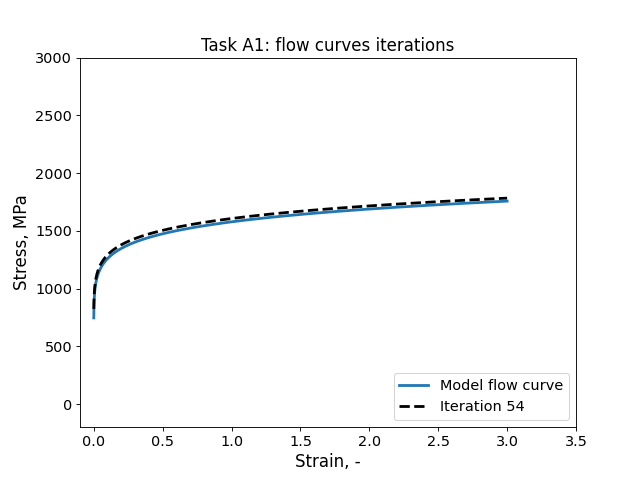 Task A1: flow curves iterations
3000
2500
2000
1500
1000
500
0
Stress, MPa
Model flow curve
Iteration 54
0.0 0.5 1.0 1.5 2.0 2.5 3.0 3.5
Strain, -